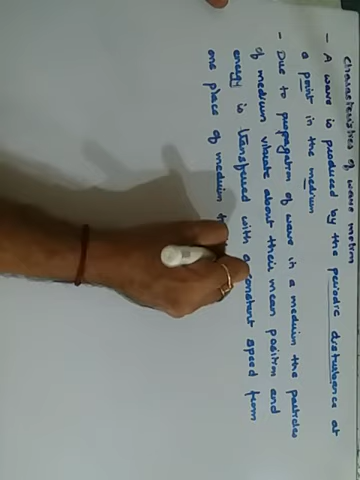 Characteristics of wave motion
- A wave is produced by the periodic disturbance at
a point in the medium
- Due to propagation of wave in a medium the particles
of medium vibrate about their mean position and
energy is transferred with a constant speed from
one place of medium